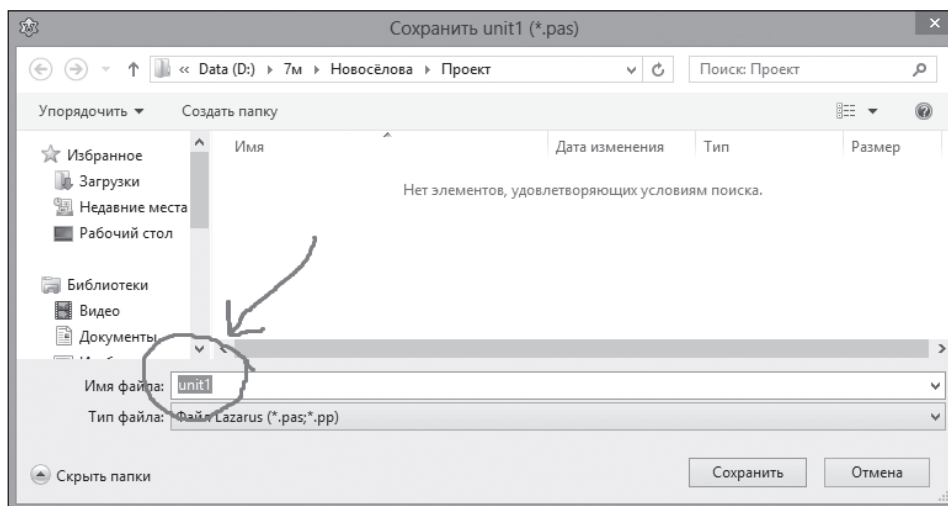 Сохранить unit1 (*.pas)
« Data (D:) ▸ 7м ▸ Новосёлова ▸ Проект
Поиск: Проект
Упорядочить
Создать папку
Имя
Дата изменения
Тип
Размер
Нет элементов, удовлетворяющих условиям поиска.
Избранное
Загрузки
Недавние места
Рабочий стол
Библиотеки
Видео
Документы
Имя файла: unit1
Тип файла: Файл Lazarus (*.pas;*.pp)
Скрыть папки
Сохранить
Отмена